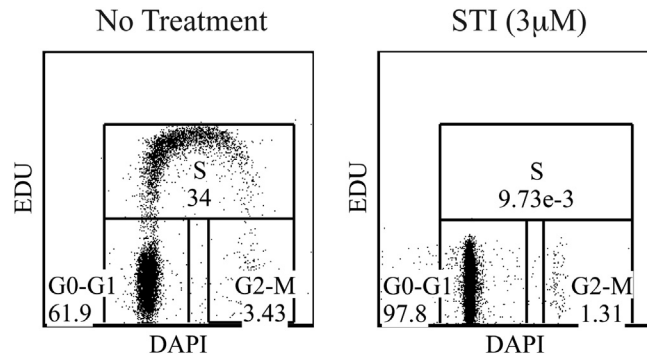 No Treatment
STI (3μM)
EDU
S
34
G0-G1
61.9
G2-M
3.43
DAPI
EDU
S
9.73e-3
G0-G1
97.8
G2-M
1.31
DAPI